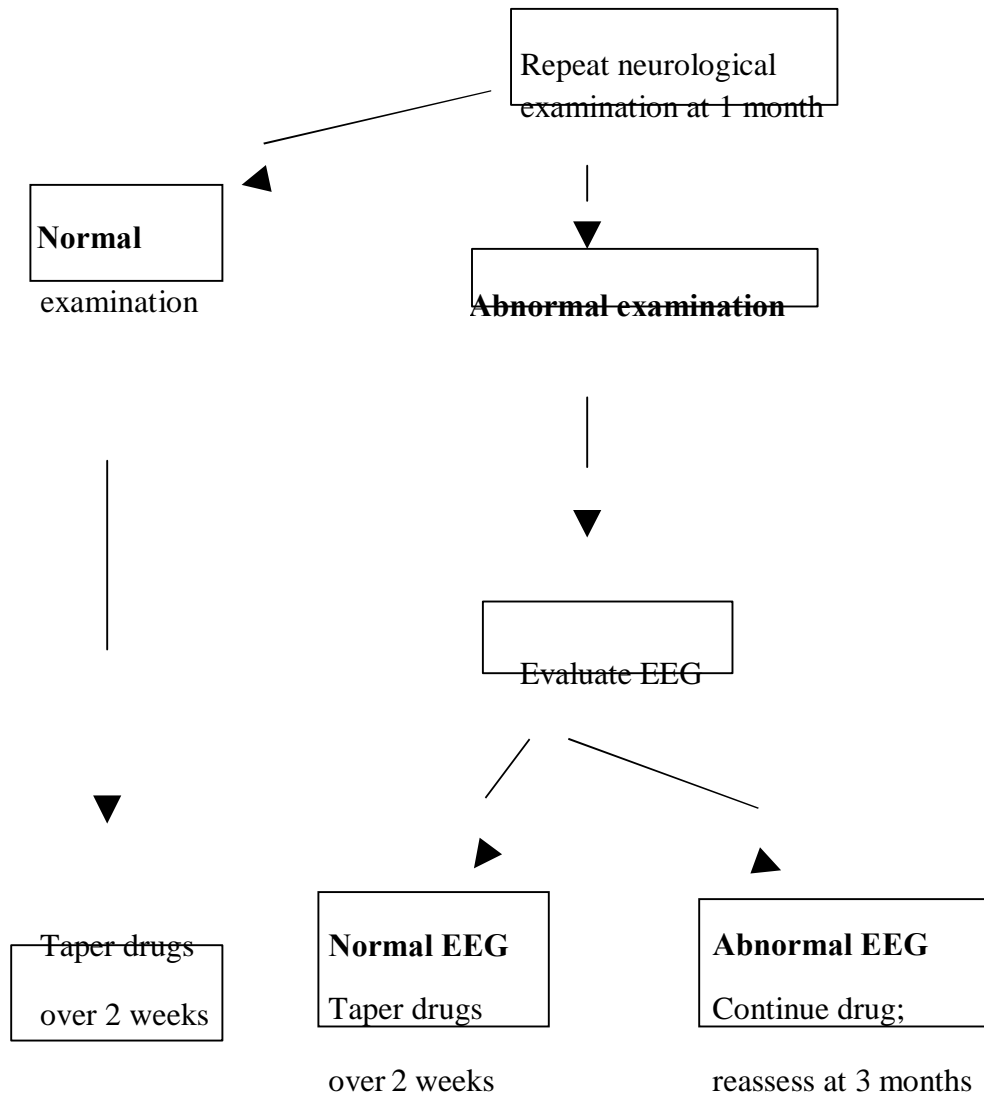 Repeat neurological
examination at 1 month
Normal
examination
Abnormal examination
Evaluate EEG
Taper drugs
over 2 weeks
Normal EEG
Taper drugs
over 2 weeks
Abnormal EEG
Continue drug;
reassess at 3 months